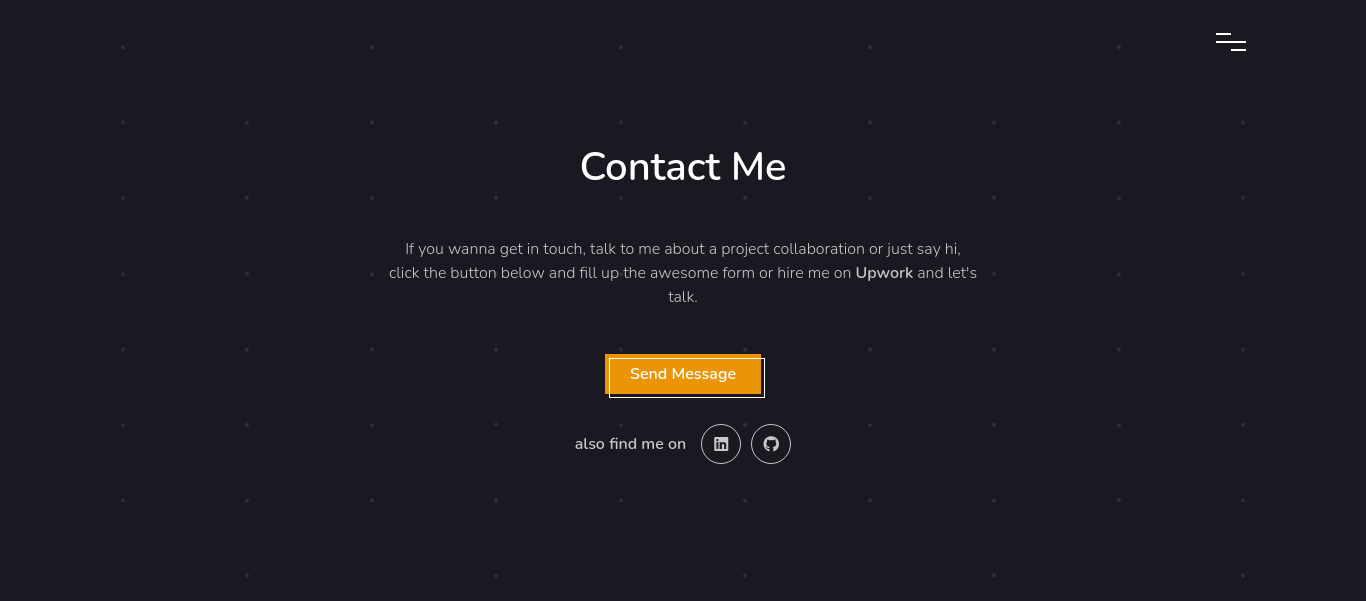 Contact Me
If you wanna get in touch, talk to me about a project collaboration or just say hi,
click the button below and fill up the awesome form or hire me on Upwork and let's
talk.
Send Message
also find me on